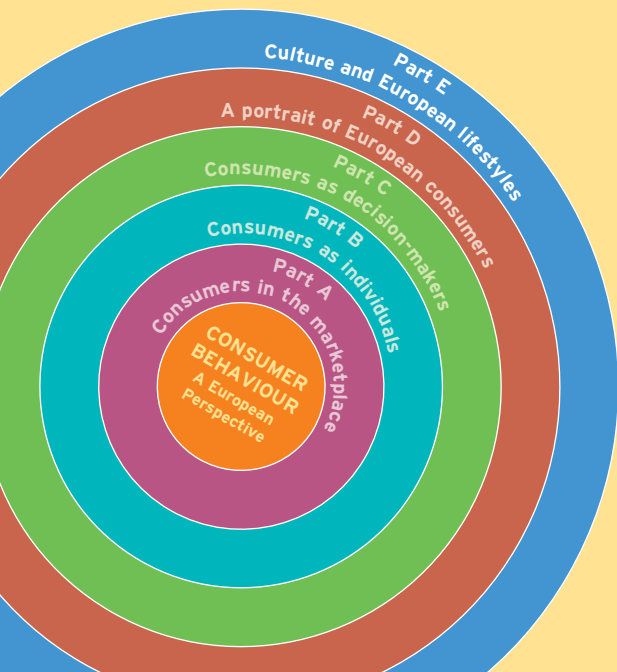 Part E
Culture and European lifestyles
Part D
A portrait of European consumers
Part C
Consumers as decision-makers
Part B
Consumers as individuals
Part A
Consumers in the marketplace
CONSUMER
BEHAVIOUR
A European
Perspective